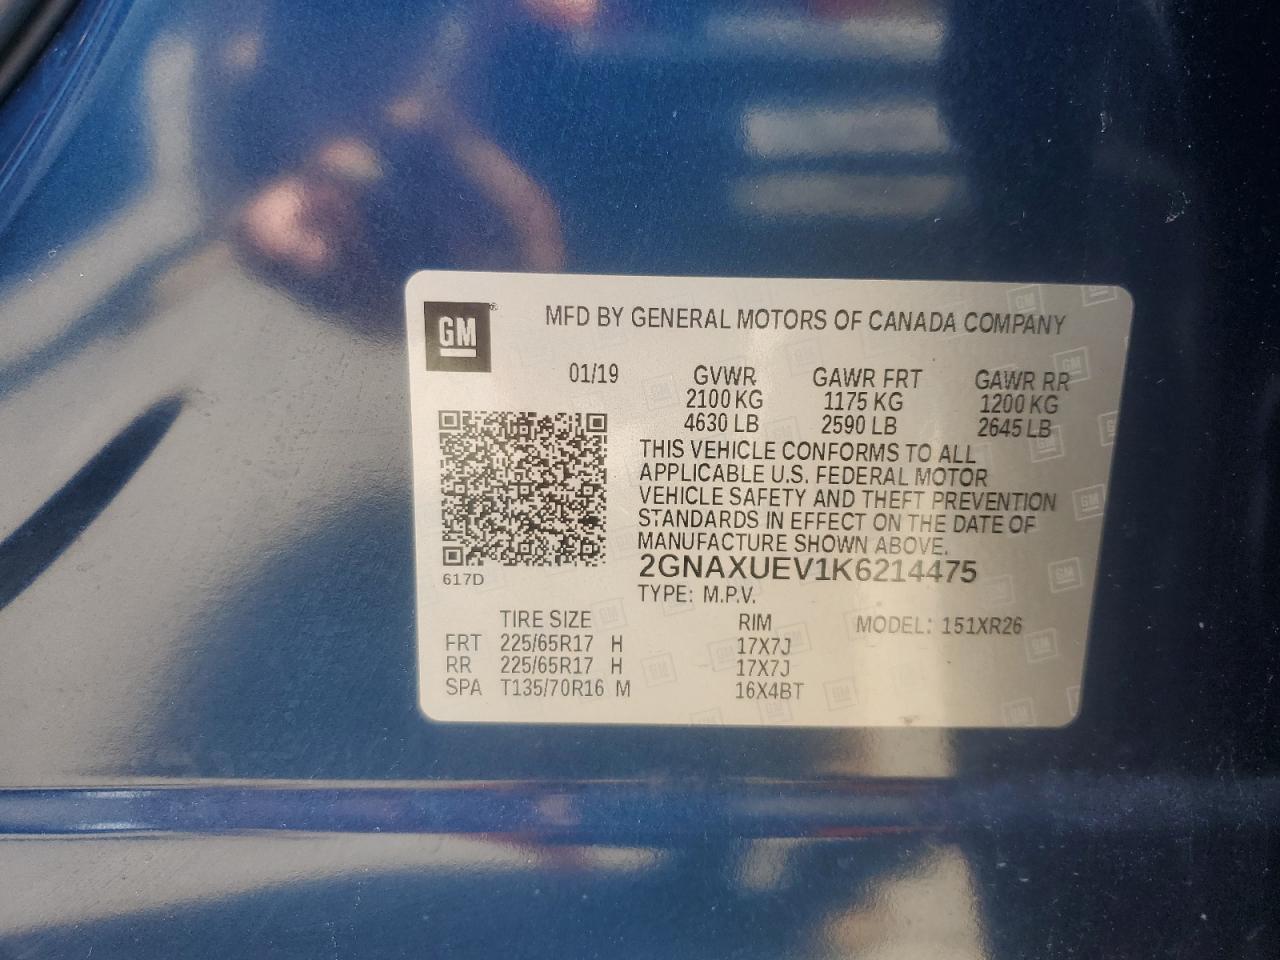 GM
MFD BY GENERAL MOTORS OF CANADA COMPANY
01/19 GVWR GAWR FRT GAWR RR
2100 KG 1175 KG 1200 KG
4630 LB 2590 LB 2645 LB
THIS VEHICLE CONFORMS TO ALL
APPLICABLE U.S. FEDERAL MOTOR
VEHICLE SAFETY AND THEFT PREVENTION
STANDARDS IN EFFECT ON THE DATE OF
MANUFACTURE SHOWN ABOVE.
617D
2GNAXUEV1K6214475
TYPE: M.P.V.
TIRE SIZE RIM MODEL: 151XR26
FRT 225/65R17 H 17X7J
RR 225/65R17 H 17X7J
SPA T135/70R16 M 16X4BT